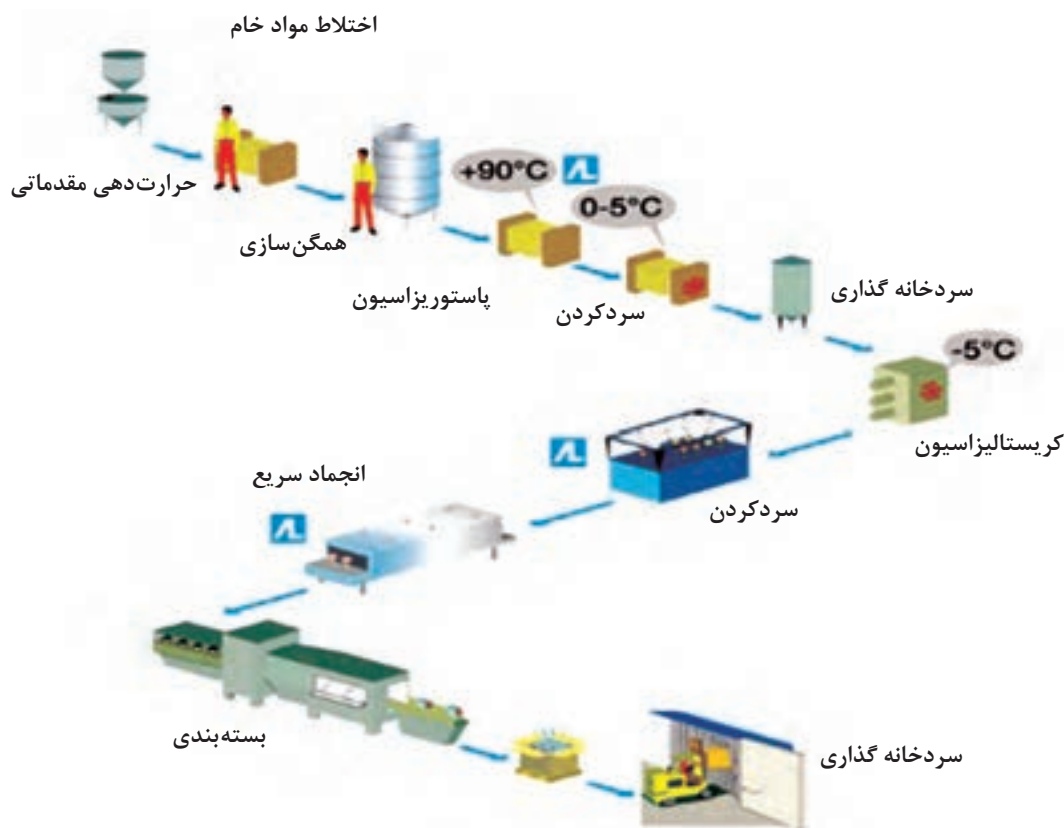 اختلاط مواد خام
حرارت‌دهی مقدماتی
همگن‌سازی
+90°C
پاستوریزاسیون
0-5°C
سردکردن
سردخانه گذاری
-5°C
کریستالیزاسیون
سردکردن
انجماد سریع
بسته‌بندی
سردخانه گذاری